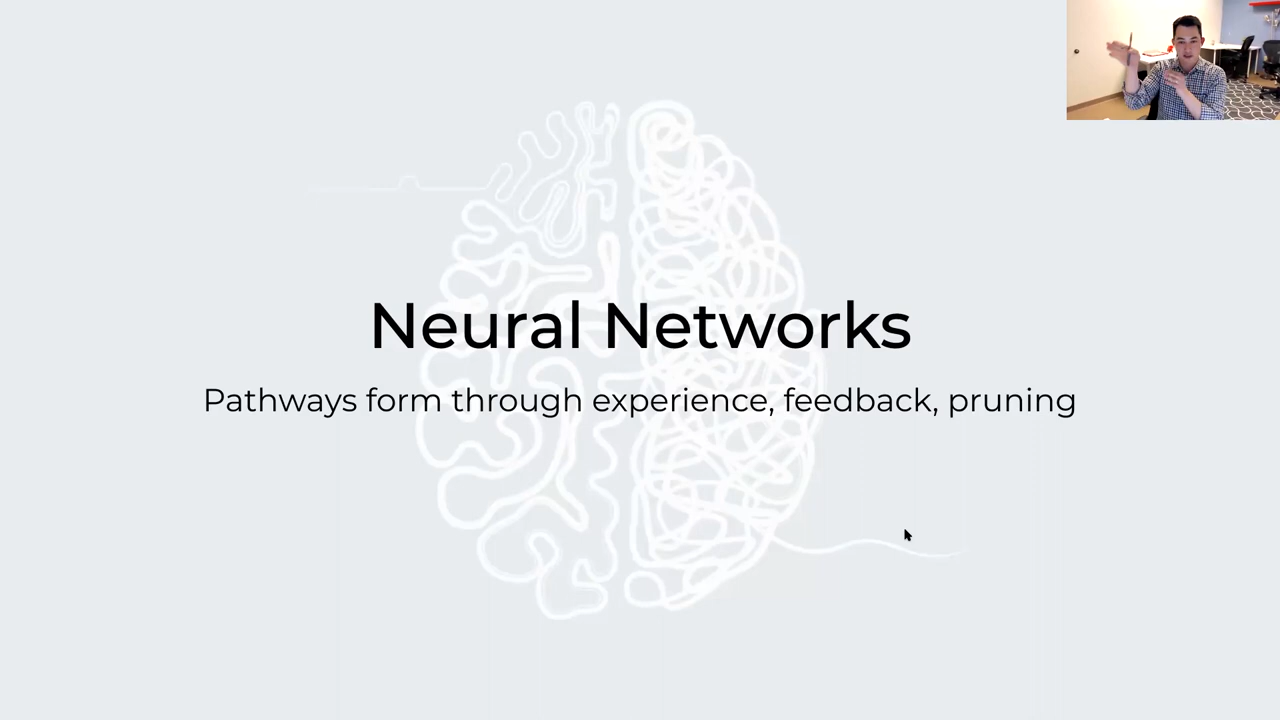 Neural Networks
Pathways form through experience, feedback, pruning